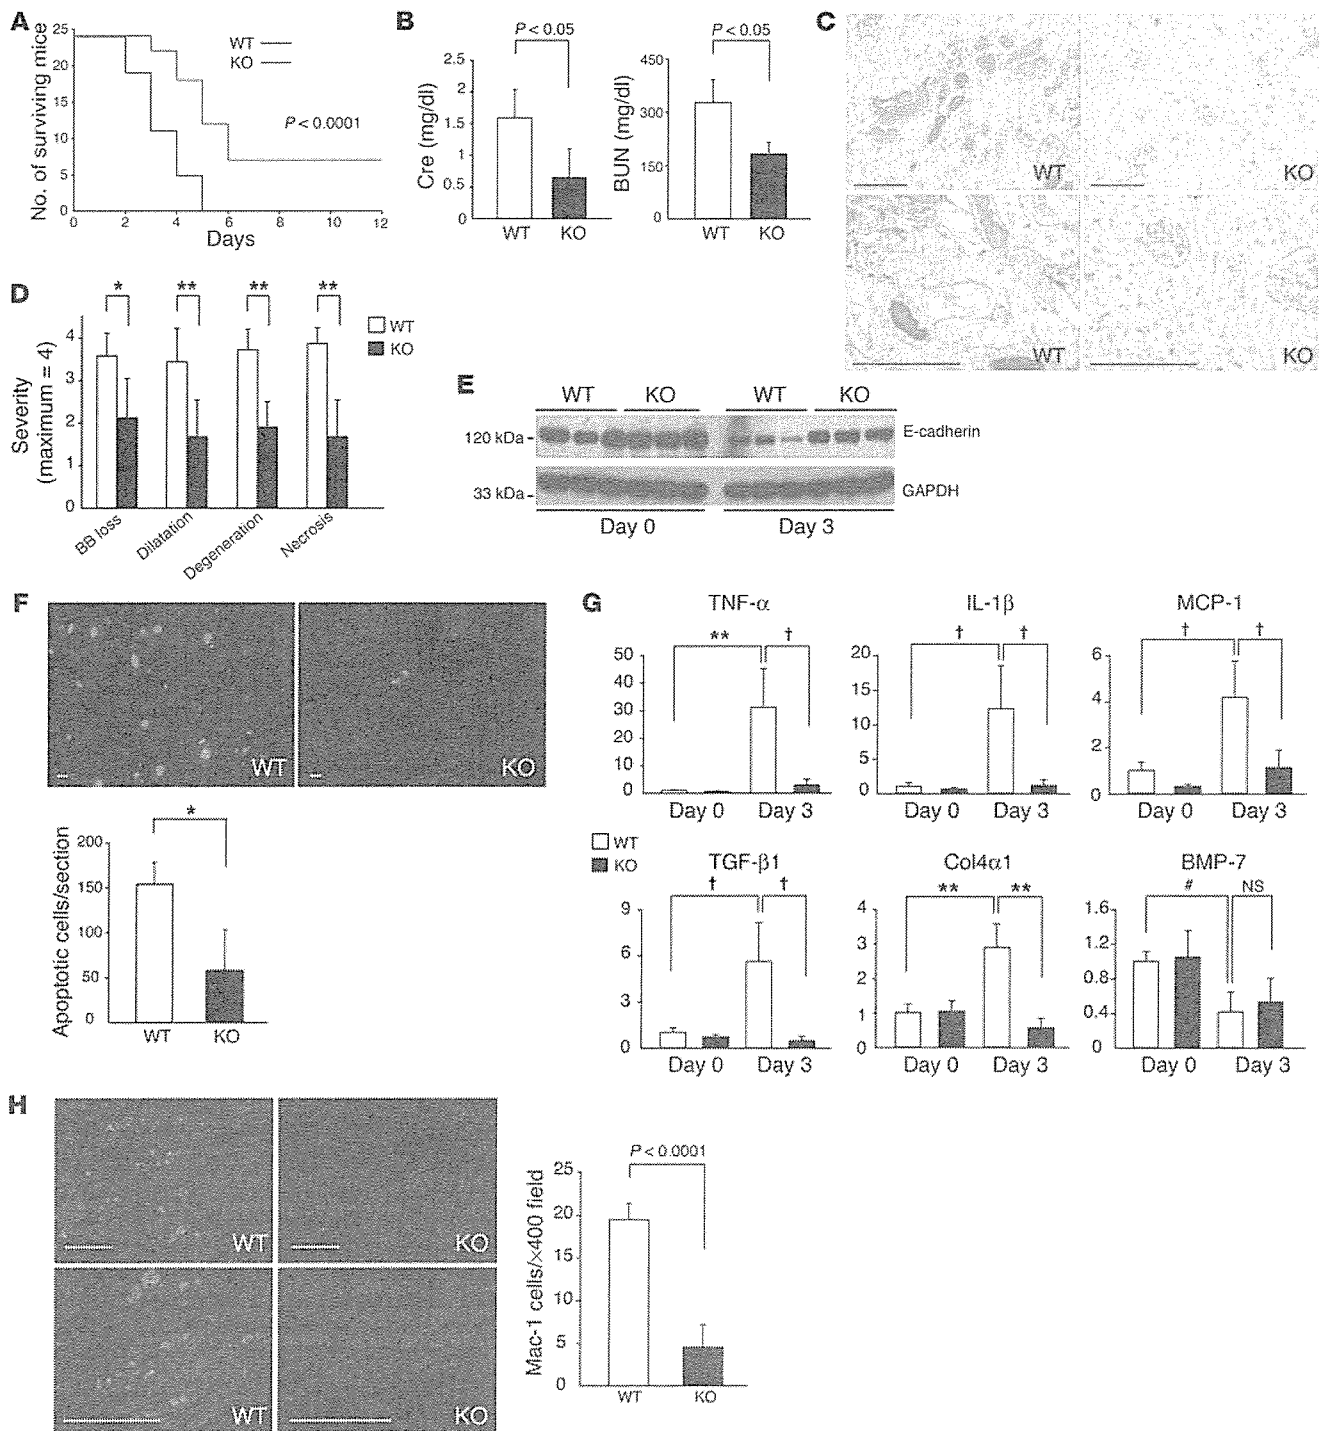 A
No. of surviving mice
25
20
15
10
5
0
0 2 4 6 8 10 12
Days
WT
KO
P < 0.0001
B
Cre (mg/dl)
2.5
2
1.5
1
0.5
0
P < 0.05
WT KO
BUN (mg/dl)
450
300
150
0
P < 0.05
WT KO
C
WT
KO
WT
KO
D
Severity
(maximum = 4)
4
3
2
1
0
* ** ** **
WT
KO
BB loss
Dilatation
Degeneration
Necrosis
E
WT KO WT KO
120 kDa
E-cadherin
33 kDa
GAPDH
Day 0 Day 3
F
WT
KO
Apoptotic cells/section
200
150
100
50
0
*
WT KO
G
TNF-α
50
40
30
20
10
0
** †
Day 0 Day 3
IL-1β
20
15
10
5
0
† †
Day 0 Day 3
MCP-1
6
4
2
0
† †
Day 0 Day 3
WT
KO
TGF-β1
9
6
3
0
† †
Day 0 Day 3
Col4α1
4
3
2
1
0
** **
Day 0 Day 3
BMP-7
1.6
1.2
0.8
0.4
0
# NS
Day 0 Day 3
H
WT
KO
WT
KO
Mac-1 cells/×400 field
25
20
15
10
5
0
P < 0.0001
WT KO